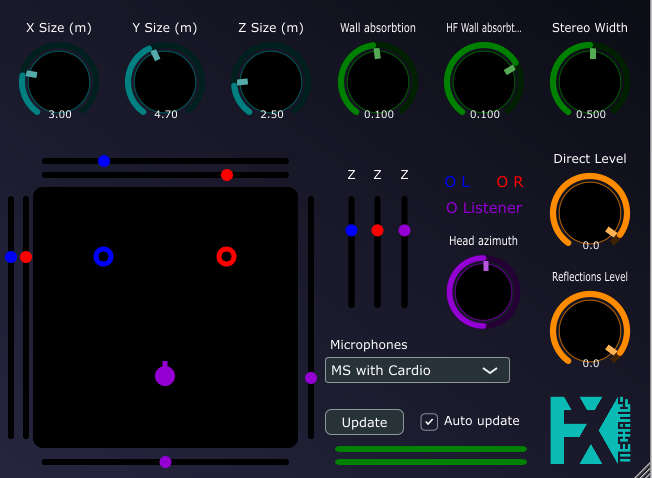 X Size (m) Y Size (m) Z Size (m) Wall absorbtion HF Wall absorbt... Stereo Width
3.00 4.70 2.50 0.100 0.100 0.500
Direct Level
Z Z Z
O L O R
O Listener
Head azimuth
0.0
Reflections Level
Microphones
MS with Cardio
0.0
Update Auto update
FX
MECHANICS